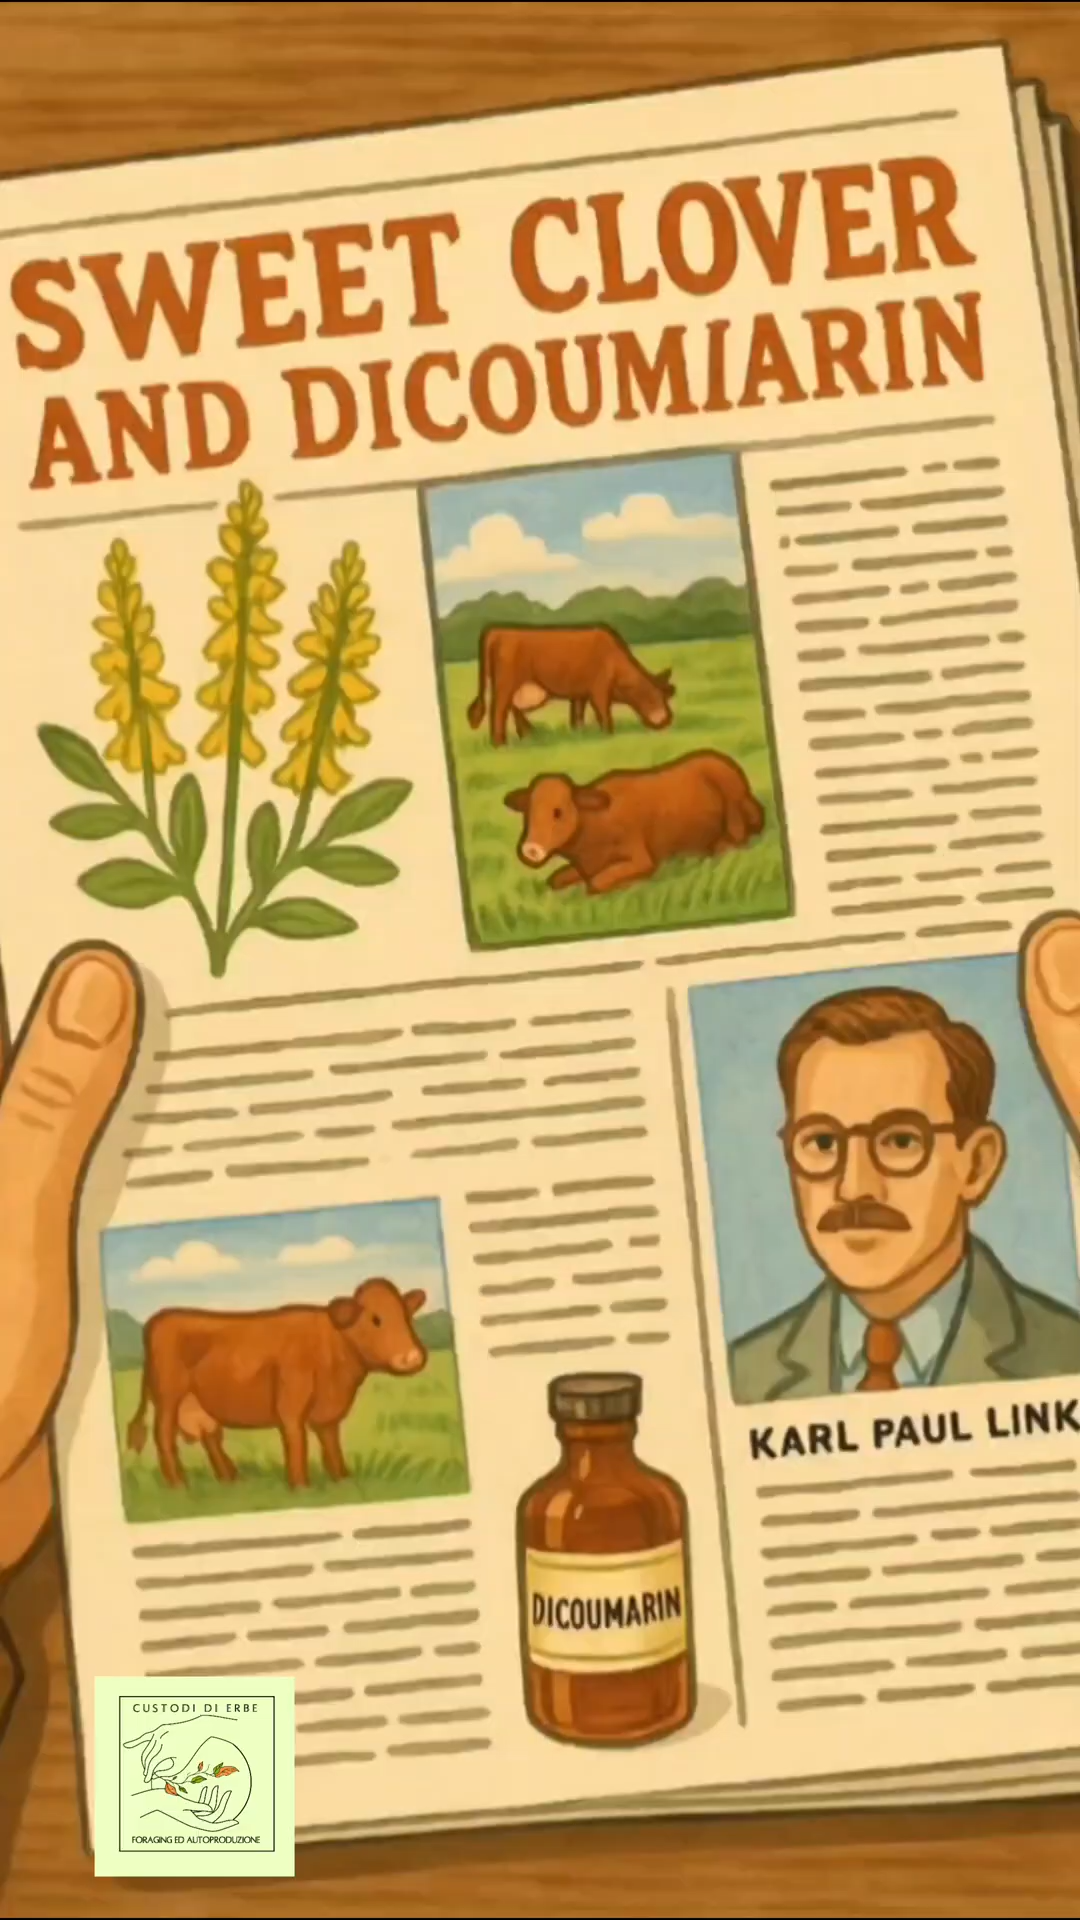 SWEET CLOVER
AND DICOUMIARIN
KARL PAUL LINK
DICOUMARIN
CUSTODI DI ERBE
FORAGING ED AUTOPRODUZIONE